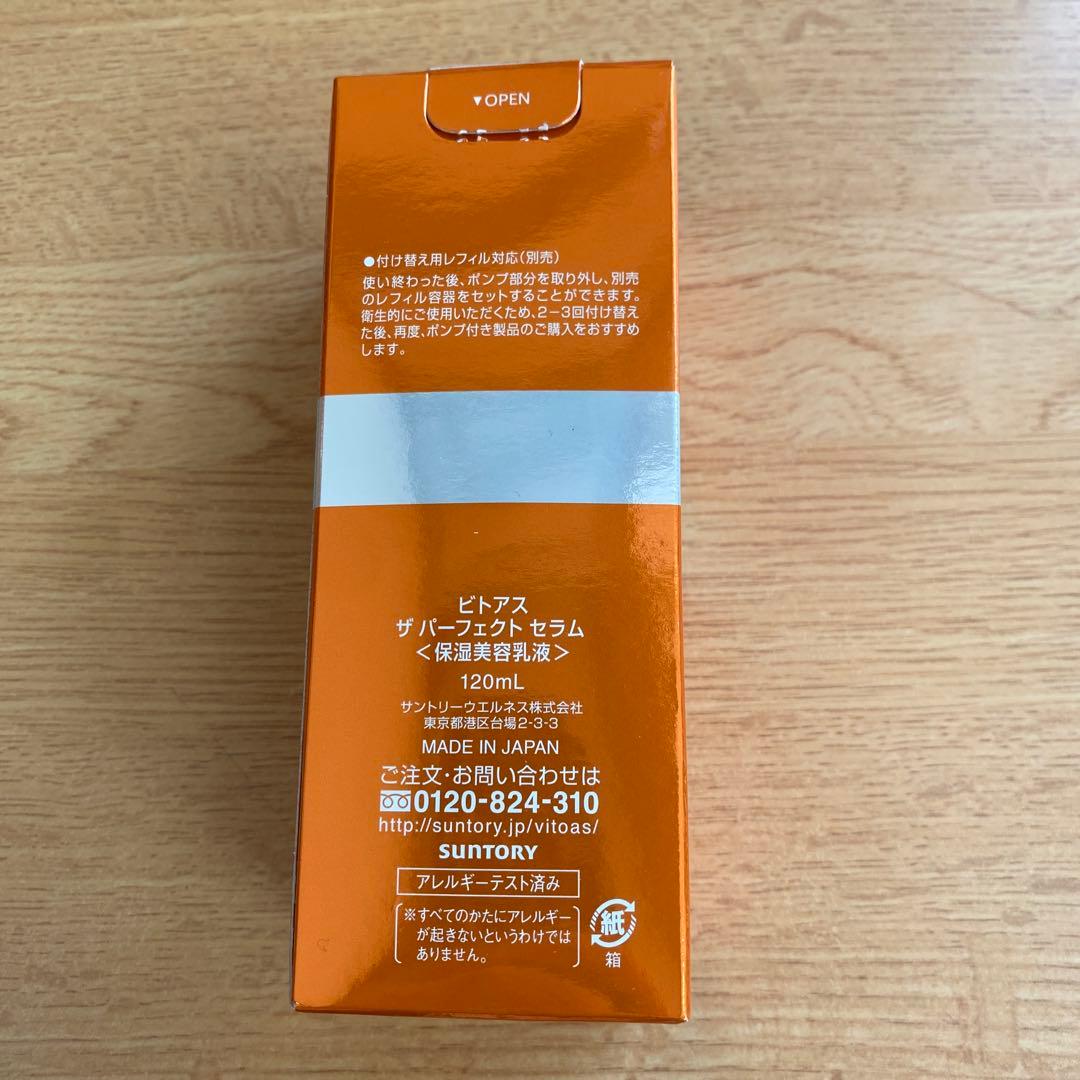 ▼OPEN
●付け替え用レフィル対応(別売)
使い終わった後、ポンプ部分を取り外し、別売
のレフィル容器をセットすることができます。
衛生的にご使用いただくため、2−3回付け替え
た後、再度、ポンプ付き製品のご購入をおすすめ
します。
ビトアス
ザ パーフェクト セラム
＜保湿美容乳液＞
120mL
サントリーウエルネス株式会社
東京都港区台場2-3-3
MADE IN JAPAN
ご注文・お問い合わせは
0120-824-310
http://suntory.jp/vitoas/
SUNTORY
アレルギーテスト済み
※すべてのかたにアレルギー
が起きないというわけでは
ありません。
紙
箱